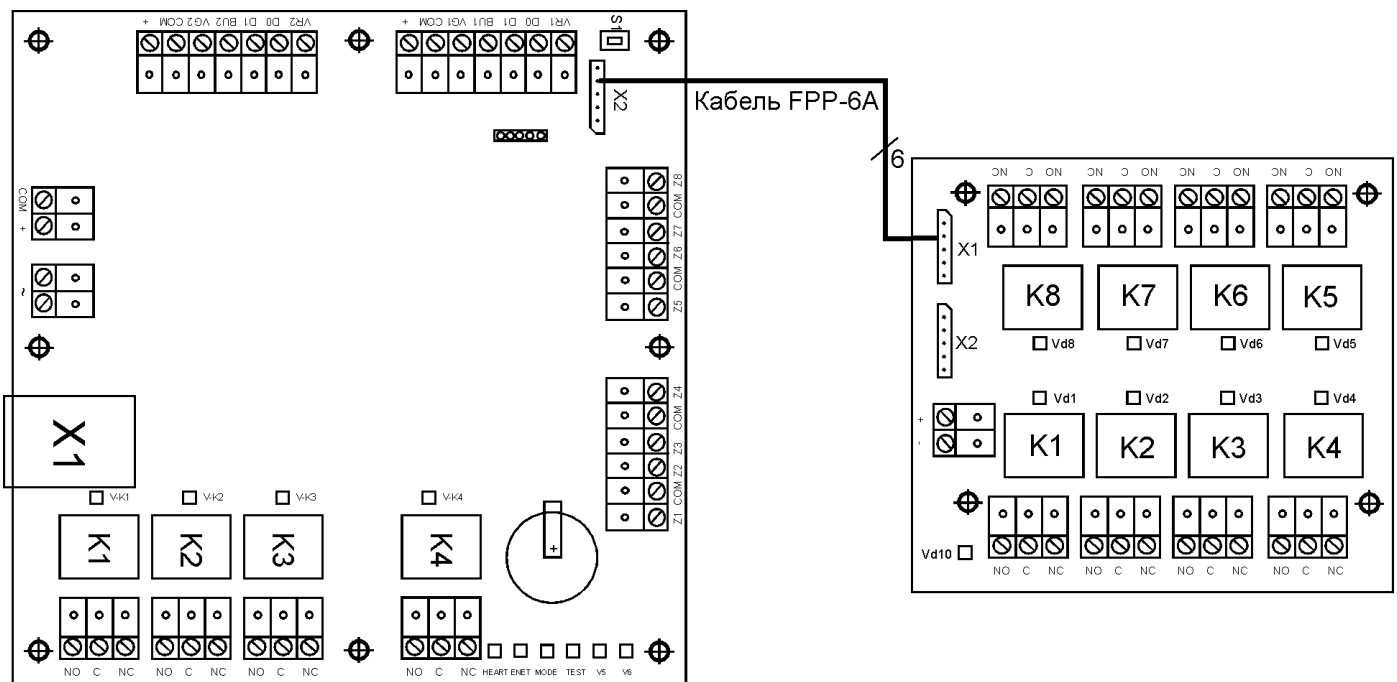 + COM VG2 BU2 D1 D0 VR2
+ COM VG1 BU1 D1 D0 VR1
S1
X2
Кабель FPP-6A
6
COM
+
~
Z8
COM
Z7
Z6
COM
Z5
Z4
COM
Z3
Z2
COM
Z1
X1
V-K1 V-K2 V-K3 V-K4
K1 K2 K3 K4
+
NO C NC NO C NC NO C NC NO C NC
HEART ENET MODE TEST V5 V6
NC C NO NC C NO NC C NO NC C NO
X1
K8 K7 K6 K5
X2
Vd8 Vd7 Vd6 Vd5
Vd1 Vd2 Vd3 Vd4
+
-
K1 K2 K3 K4
Vd10
NO C NC NO C NC NO C NC NO C NC